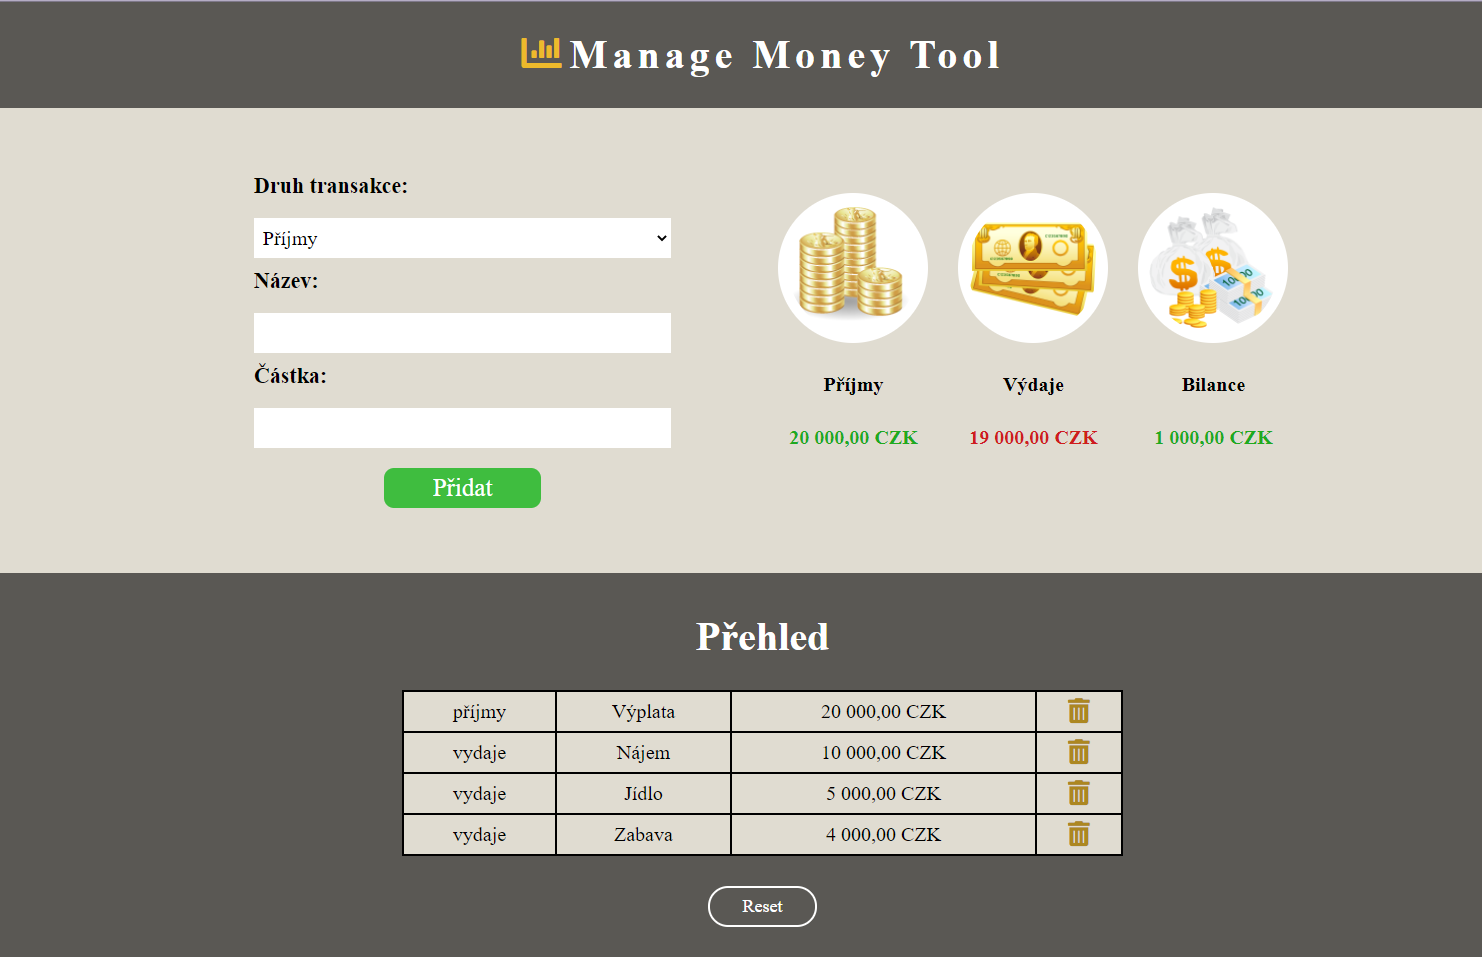 Manage Money Tool
Druh transakce:
Příjmy
Název:
Částka:
Přidat
Příjmy
20 000,00 CZK
Výdaje
19 000,00 CZK
Bilance
1 000,00 CZK
Přehled
příjmy Výplata 20 000,00 CZK
vydaje Nájem 10 000,00 CZK
vydaje Jídlo 5 000,00 CZK
vydaje Zabava 4 000,00 CZK
Reset